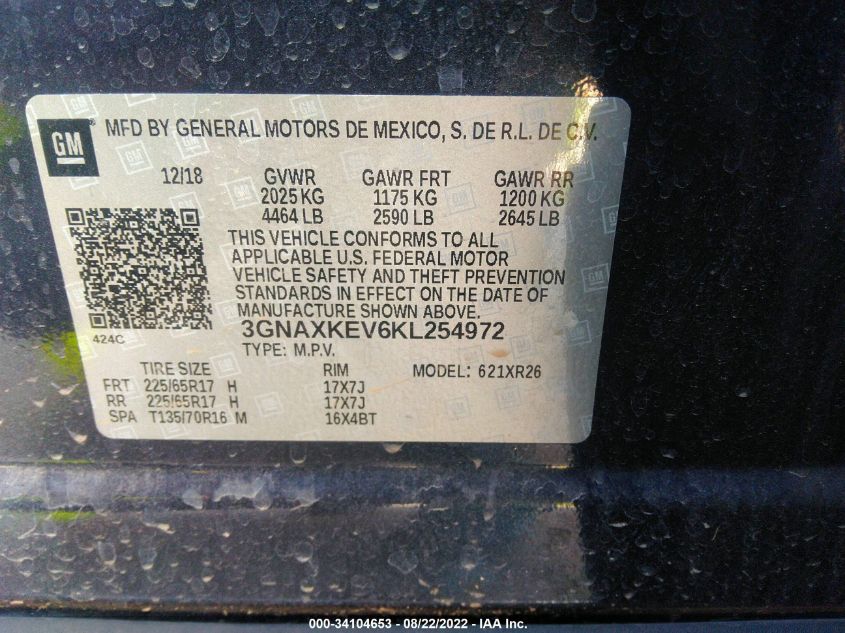 GM
MFD BY GENERAL MOTORS DE MEXICO, S. DE R.L. DE C.V.
12/18 GVWR GAWR FRT GAWR RR
2025 KG 1175 KG 1200 KG
4464 LB 2590 LB 2645 LB
THIS VEHICLE CONFORMS TO ALL
APPLICABLE U.S. FEDERAL MOTOR
VEHICLE SAFETY AND THEFT PREVENTION
STANDARDS IN EFFECT ON THE DATE OF
MANUFACTURE SHOWN ABOVE.
424C
3GNAXKEV6KL254972
TYPE: M.P.V.
TIRE SIZE RIM MODEL: 621XR26
FRT 225/65R17 H 17X7J
RR 225/65R17 H 17X7J
SPA T135/70R16 M 16X4BT
000-34104653 - 08/22/2022 - IAA Inc.